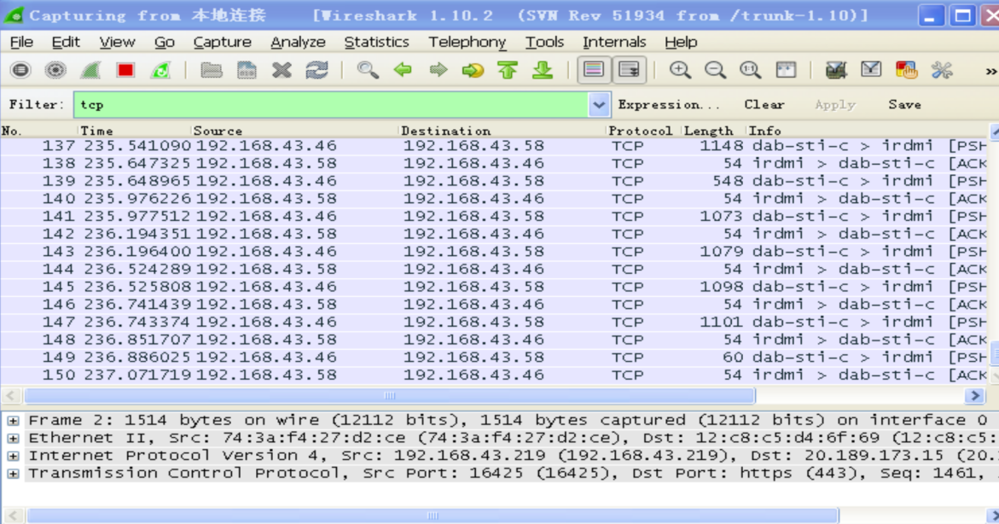 Capturing from 本地连接 [Wireshark 1.10.2 (SVN Rev 51934 from /trunk-1.10)]
File Edit View Go Capture Analyze Statistics Telephony Tools Internals Help
Filter: tcp Expression... Clear Apply Save
No. Time Source Destination Protocol Length Info
137 235.541090 192.168.43.46 192.168.43.58 TCP 1148 dab-sti-c > irdmi [PSH
138 235.647325 192.168.43.58 192.168.43.46 TCP 54 irdmi > dab-sti-c [ACK
139 235.648965 192.168.43.46 192.168.43.58 TCP 548 dab-sti-c > irdmi [PSH
140 235.976226 192.168.43.58 192.168.43.46 TCP 54 irdmi > dab-sti-c [ACK
141 235.977512 192.168.43.46 192.168.43.58 TCP 1073 dab-sti-c > irdmi [PSH
142 236.194351 192.168.43.58 192.168.43.46 TCP 54 irdmi > dab-sti-c [ACK
143 236.196400 192.168.43.46 192.168.43.58 TCP 1079 dab-sti-c > irdmi [PSH
144 236.524289 192.168.43.58 192.168.43.46 TCP 54 irdmi > dab-sti-c [ACK
145 236.525808 192.168.43.46 192.168.43.58 TCP 1098 dab-sti-c > irdmi [PSH
146 236.741439 192.168.43.58 192.168.43.46 TCP 54 irdmi > dab-sti-c [ACK
147 236.743374 192.168.43.46 192.168.43.58 TCP 1101 dab-sti-c > irdmi [PSH
148 236.851707 192.168.43.58 192.168.43.46 TCP 54 irdmi > dab-sti-c [ACK
149 236.886025 192.168.43.46 192.168.43.58 TCP 60 dab-sti-c > irdmi [PSH
150 237.071719 192.168.43.58 192.168.43.46 TCP 54 irdmi > dab-sti-c [ACK
Frame 2: 1514 bytes on wire (12112 bits), 1514 bytes captured (12112 bits) on interface 0
Ethernet II, Src: 74:3a:f4:27:d2:ce (74:3a:f4:27:d2:ce), Dst: 12:c8:c5:d4:6f:69 (12:c8:c5:
Internet Protocol Version 4, Src: 192.168.43.219 (192.168.43.219), Dst: 20.189.173.15 (20.
Transmission Control Protocol, Src Port: 16425 (16425), Dst Port: https (443), Seq: 1461,